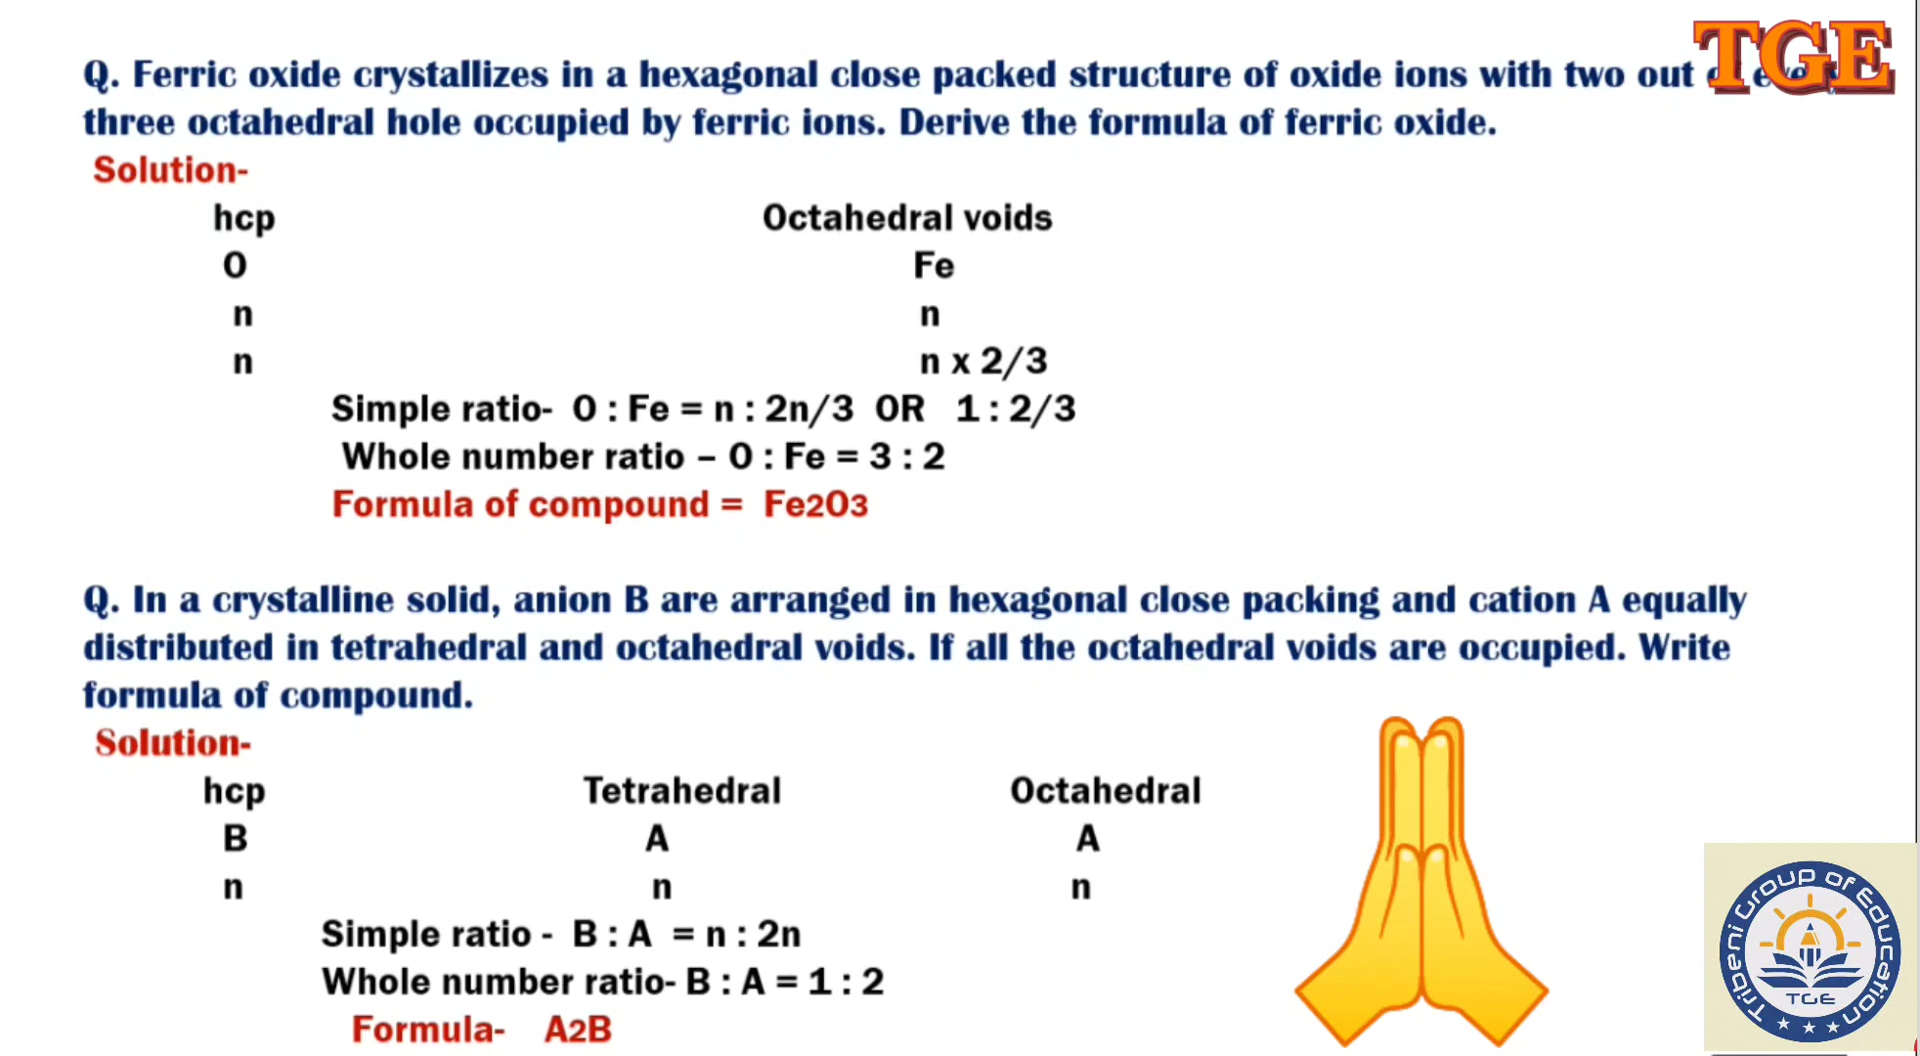 TGE
Q. Ferric oxide crystallizes in a hexagonal close packed structure of oxide ions with two out
three octahedral hole occupied by ferric ions. Derive the formula of ferric oxide.
Solution-
hcp Octahedral voids
O Fe
n n
n n x 2/3
Simple ratio- O : Fe = n : 2n/3 OR 1 : 2/3
Whole number ratio – O : Fe = 3 : 2
Formula of compound = Fe2O3
Q. In a crystalline solid, anion B are arranged in hexagonal close packing and cation A equally
distributed in tetrahedral and octahedral voids. If all the octahedral voids are occupied. Write
formula of compound.
Solution-
hcp Tetrahedral Octahedral
B A A
n n n
Simple ratio - B : A = n : 2n
Whole number ratio- B : A = 1 : 2
Formula- A2B
Tribeni Group of Education
TGE